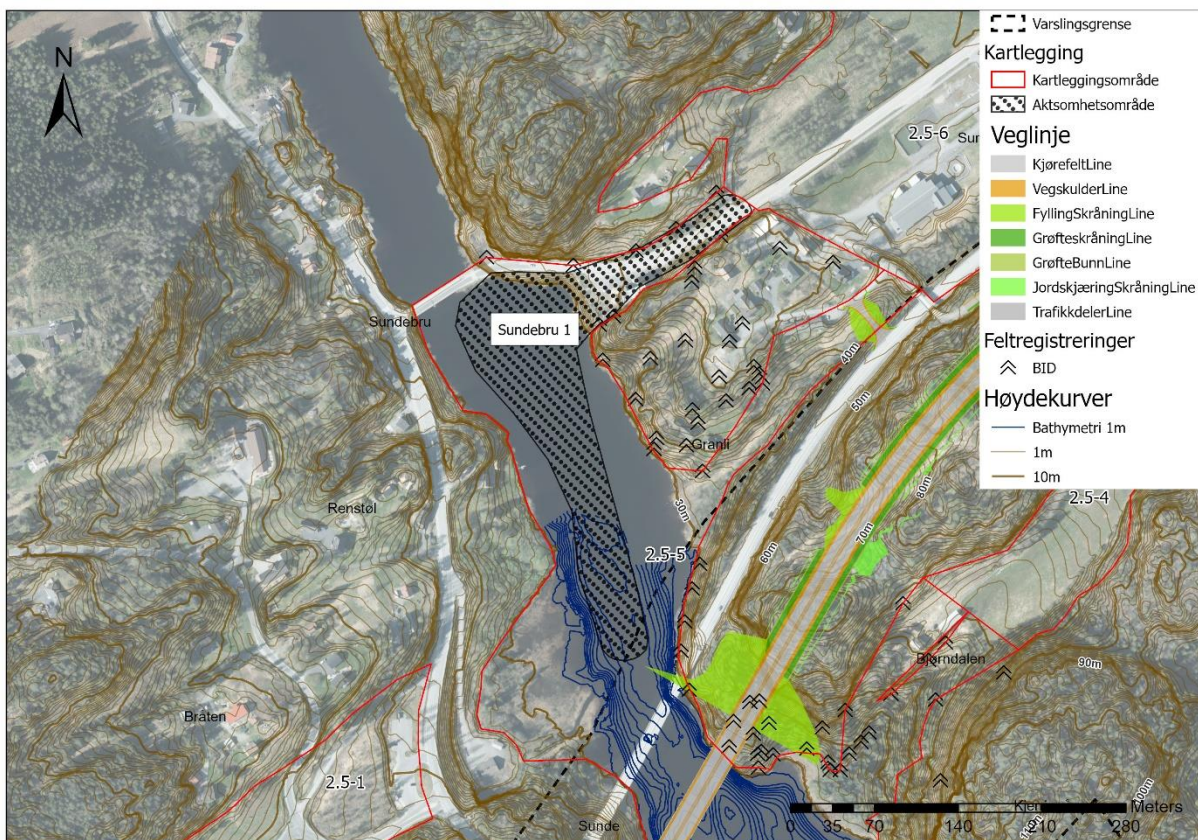 N
Varslingsgrense
Kartlegging
Kartleggingsområde
Aktsomhetsområde
Veglinje
KjørefeltLine
VegskulderLine
FyllingSkråningLine
GrøfteskråningLine
GrøfteBunnLine
JordskjæringSkråningLine
TrafikkdelerLine
Feltregistreringer
BID
Høydekurver
Bathymetri 1m
1m
10m
2.5-6
Sundebru
Sundebru 1
40m
50m
Granli
80m
2.5-4
30m
Renstøl
70m
2.5-5
60m
Bjørndalen
90m
Bråten
2.5-1
100m
110m
Meters
0 35 70 140 210 280
Sunde